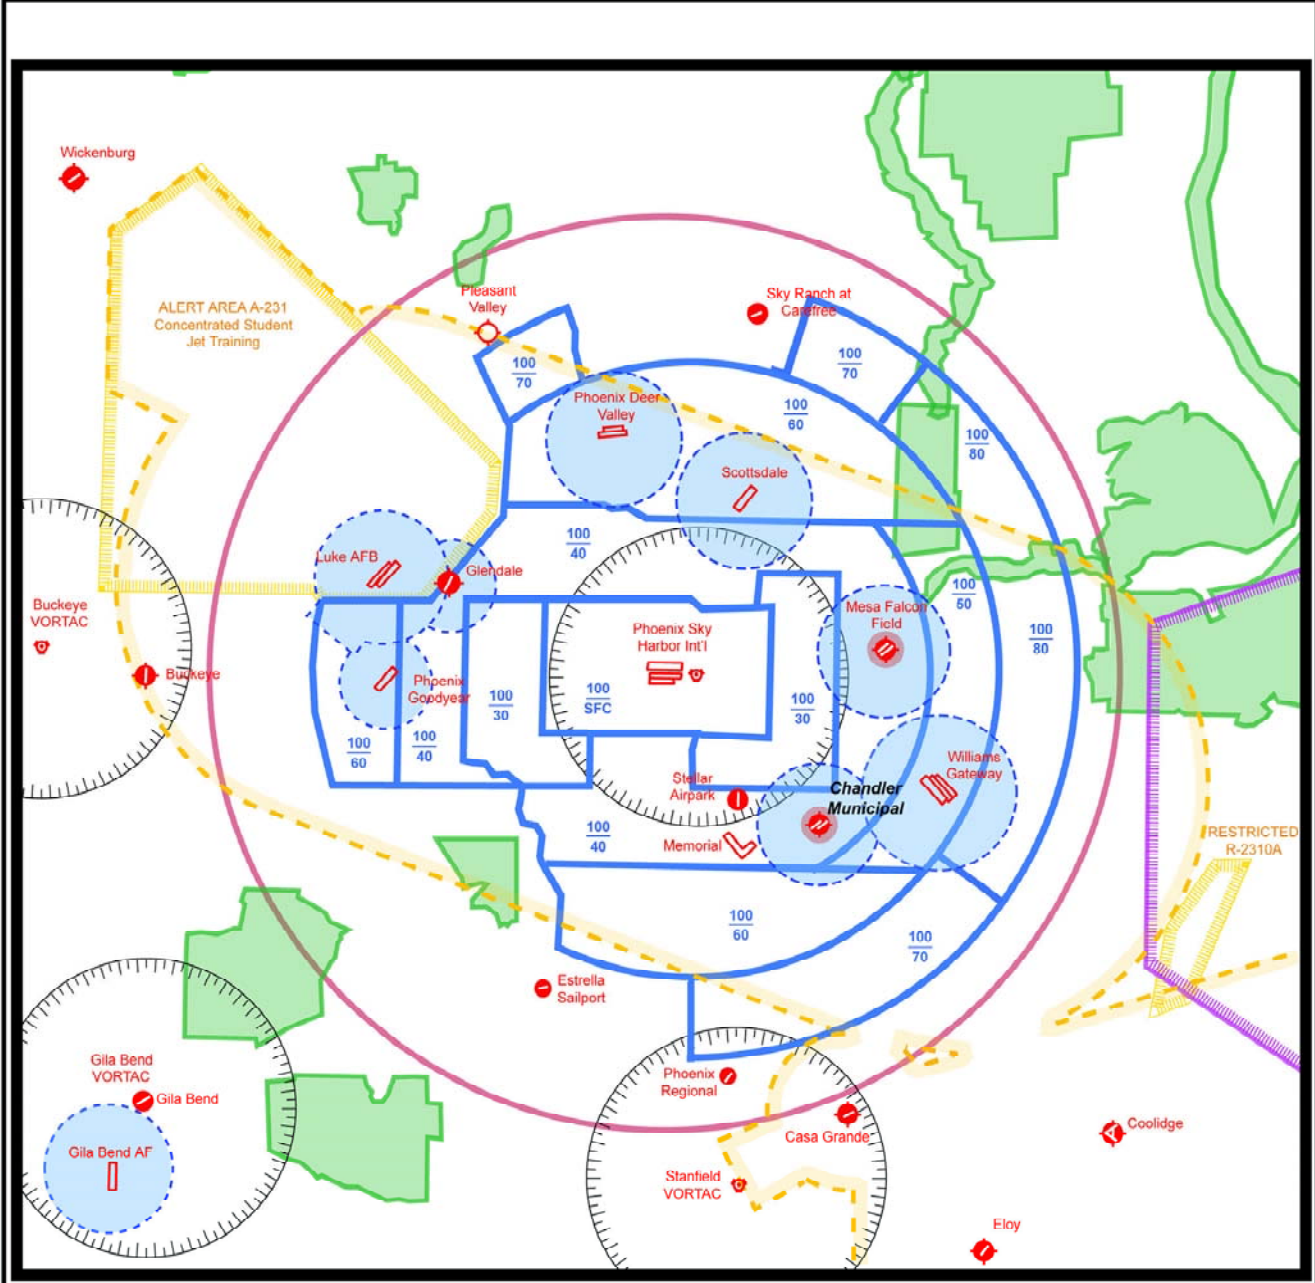 Wickenburg
ALERT AREA A-231
Concentrated Student
Jet Training
Pleasant
Valley
Sky Ranch at
Carefree
100
70
100
70
Phoenix Deer
Valley
100
60
100
80
Scottsdale
Luke AFB
Glendale
100
40
100
50
Buckeye
VORTAC
Mesa Falcon
Field
Phoenix Sky
Harbor Int'l
100
80
Buckeye
Phoenix
Goodyear
100
30
100
SFC
100
30
100
60
100
40
Williams
Gateway
Stellar
Airpark
Chandler
Municipal
100
40
Memorial
RESTRICTED
R-2310A
100
60
100
70
Estrella
Sailport
Gila Bend
VORTAC
Gila Bend
Phoenix
Regional
Casa Grande
Coolidge
Gila Bend AF
Stanfield
VORTAC
Eloy